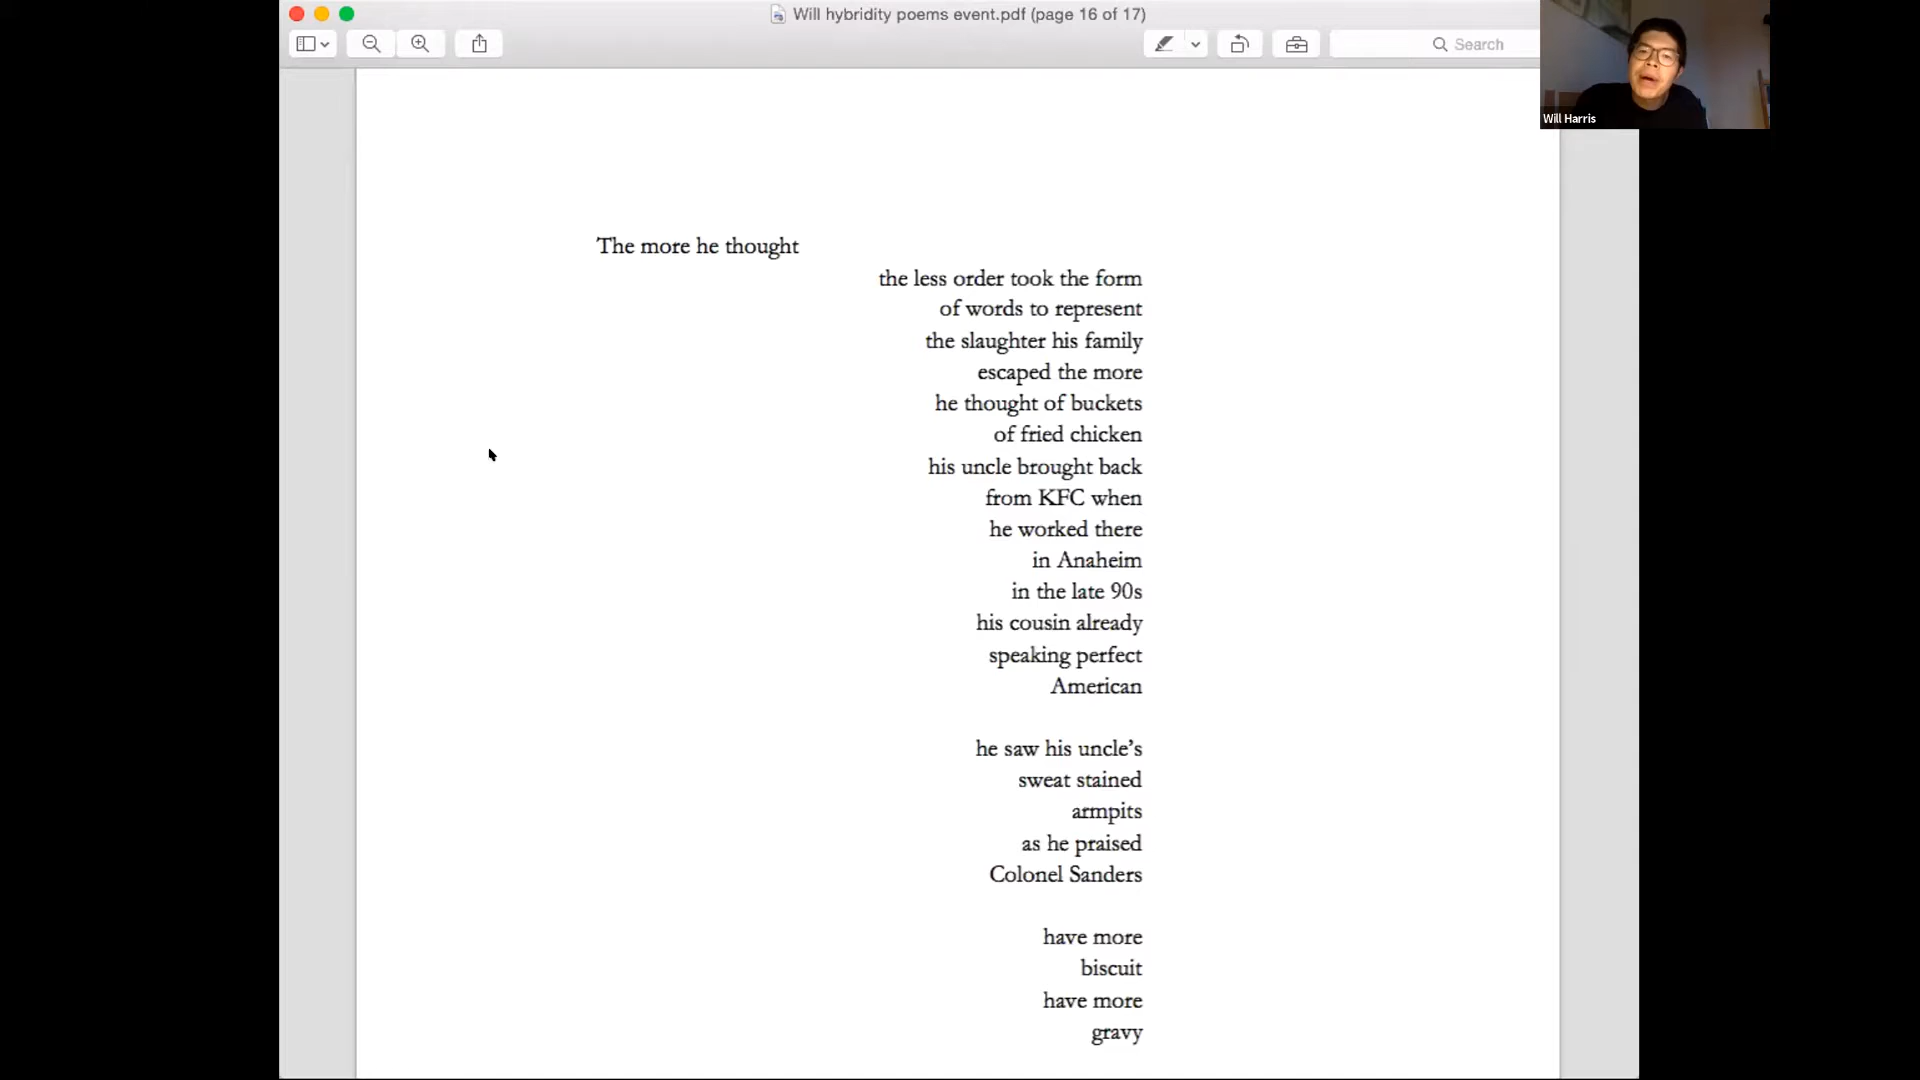 Will hybridity poems event.pdf (page 16 of 17)
Search
Will Harris
The more he thought
the less order took the form
of words to represent
the slaughter his family
escaped the more
he thought of buckets
of fried chicken
his uncle brought back
from KFC when
he worked there
in Anaheim
in the late 90s
his cousin already
speaking perfect
American
he saw his uncle’s
sweat stained
armpits
as he praised
Colonel Sanders
have more
biscuit
have more
gravy